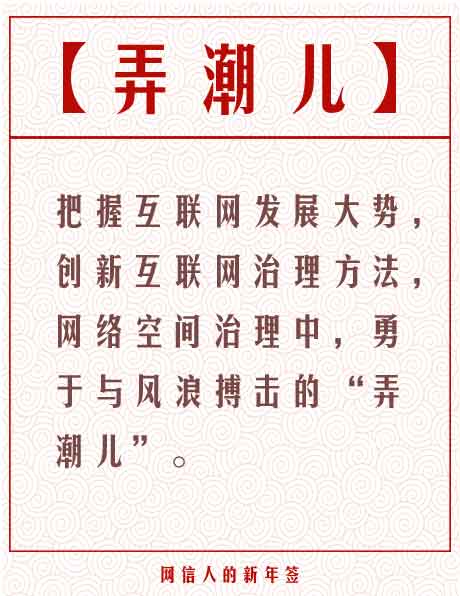 【弄潮儿】
把握互联网发展大势，
创新互联网治理方法，
网络空间治理中，勇
于与风浪搏击的“弄
潮儿”。
网信人的新年签